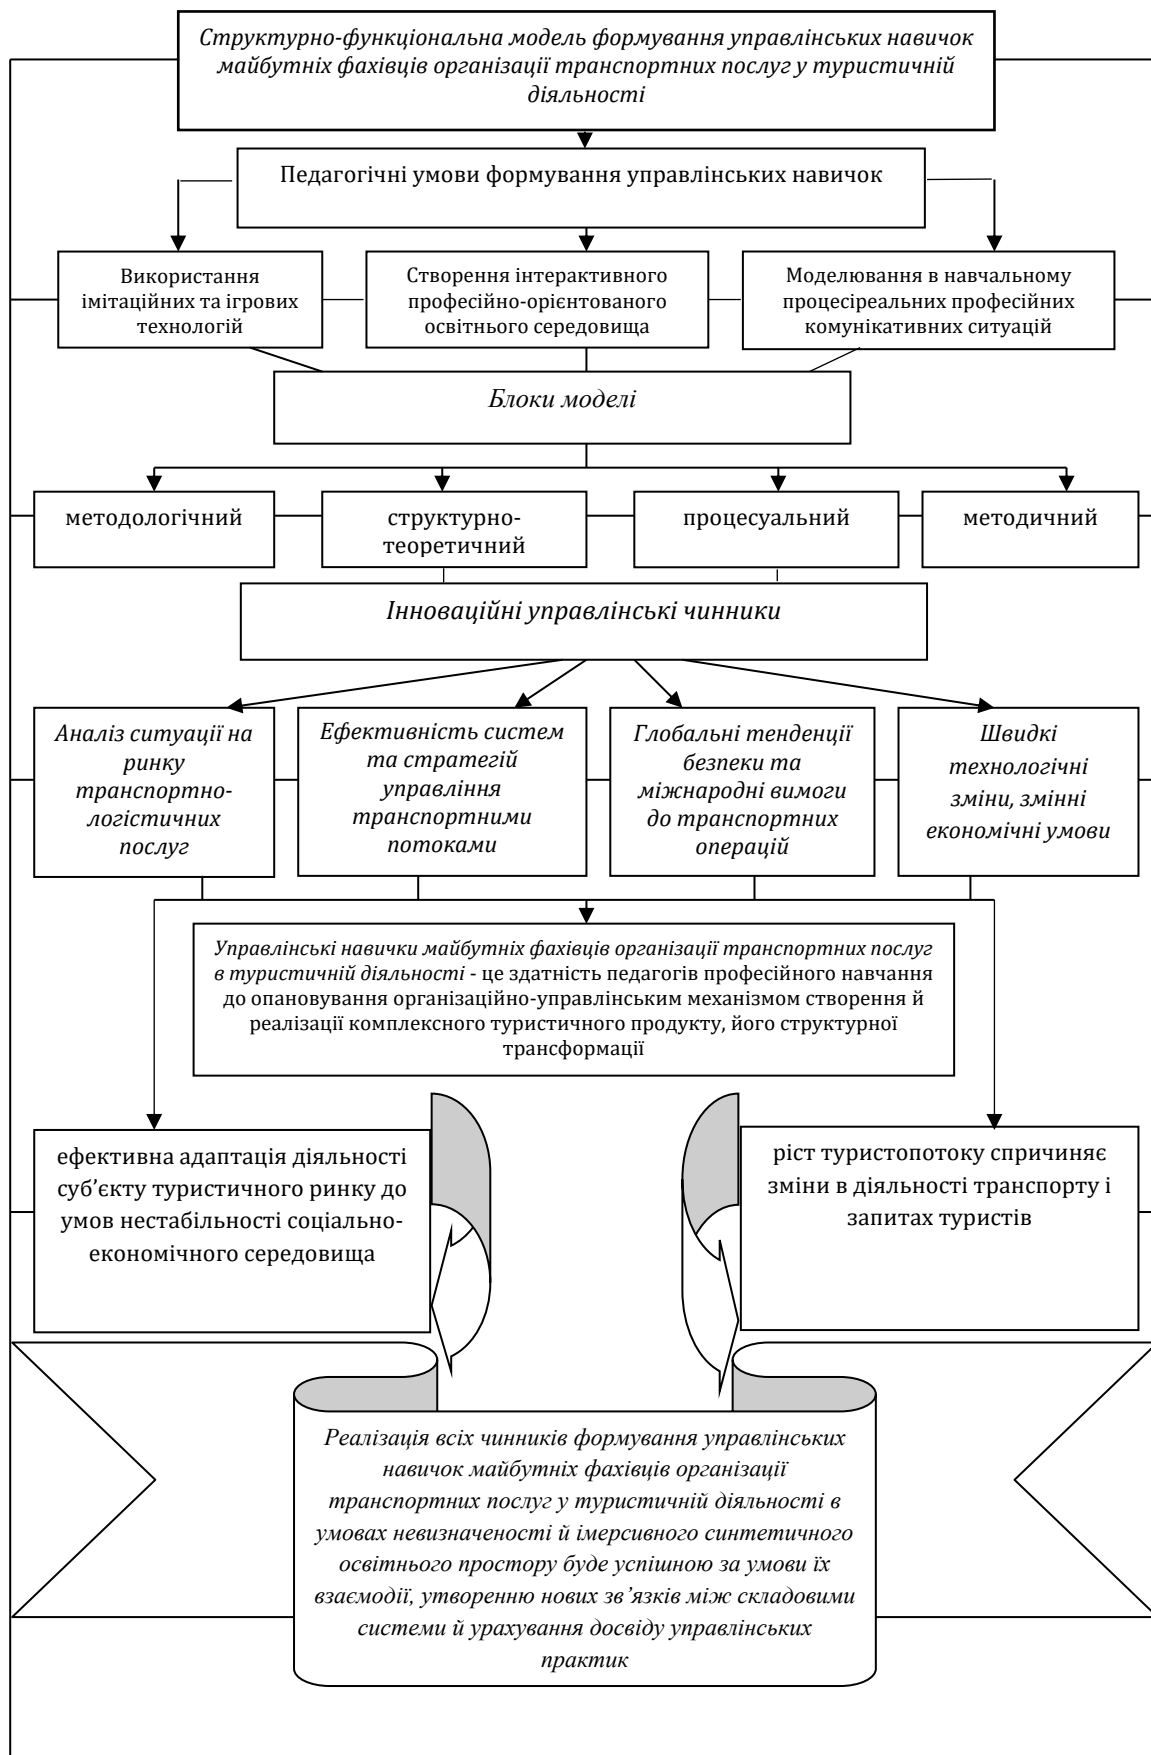 Структурно-функціональна модель формування управлінських навичок
майбутніх фахівців організації транспортних послуг у туристичній
діяльності
Педагогічні умови формування управлінських навичок
Використання
імітаційних та ігрових
технологій
Створення інтерактивного
професійно-орієнтованого
освітнього середовища
Моделювання в навчальному
процесіреальних професійних
комунікативних ситуацій
Блоки моделі
методологічний
структурно-
теоретичний
процесуальний
методичний
Інноваційні управлінські чинники
Аналіз ситуації на
ринку
транспортно-
логістичних
послуг
Ефективність систем
та стратегій
управління
транспортними
потоками
Глобальні тенденції
безпеки та
міжнародні вимоги
до транспортних
операцій
Швидкі
технологічні
зміни, змінні
економічні умови
Управлінські навички майбутніх фахівців організації транспортних послуг
в туристичній діяльності - це здатність педагогів професійного навчання
до опановування організаційно-управлінським механізмом створення й
реалізації комплексного туристичного продукту, його структурної
трансформації
ефективна адаптація діяльності
суб’єкту туристичного ринку до
умов нестабільності соціально-
економічного середовища
ріст туристопотоку спричиняє
зміни в діяльності транспорту і
запитах туристів
Реалізація всіх чинників формування управлінських
навичок майбутніх фахівців організації
транспортних послуг у туристичній діяльності в
умовах невизначеності й імерсивного синтетичного
освітнього простору буде успішною за умови їх
взаємодії, утворенню нових зв’язків між складовими
системи й урахування досвіду управлінських
практик